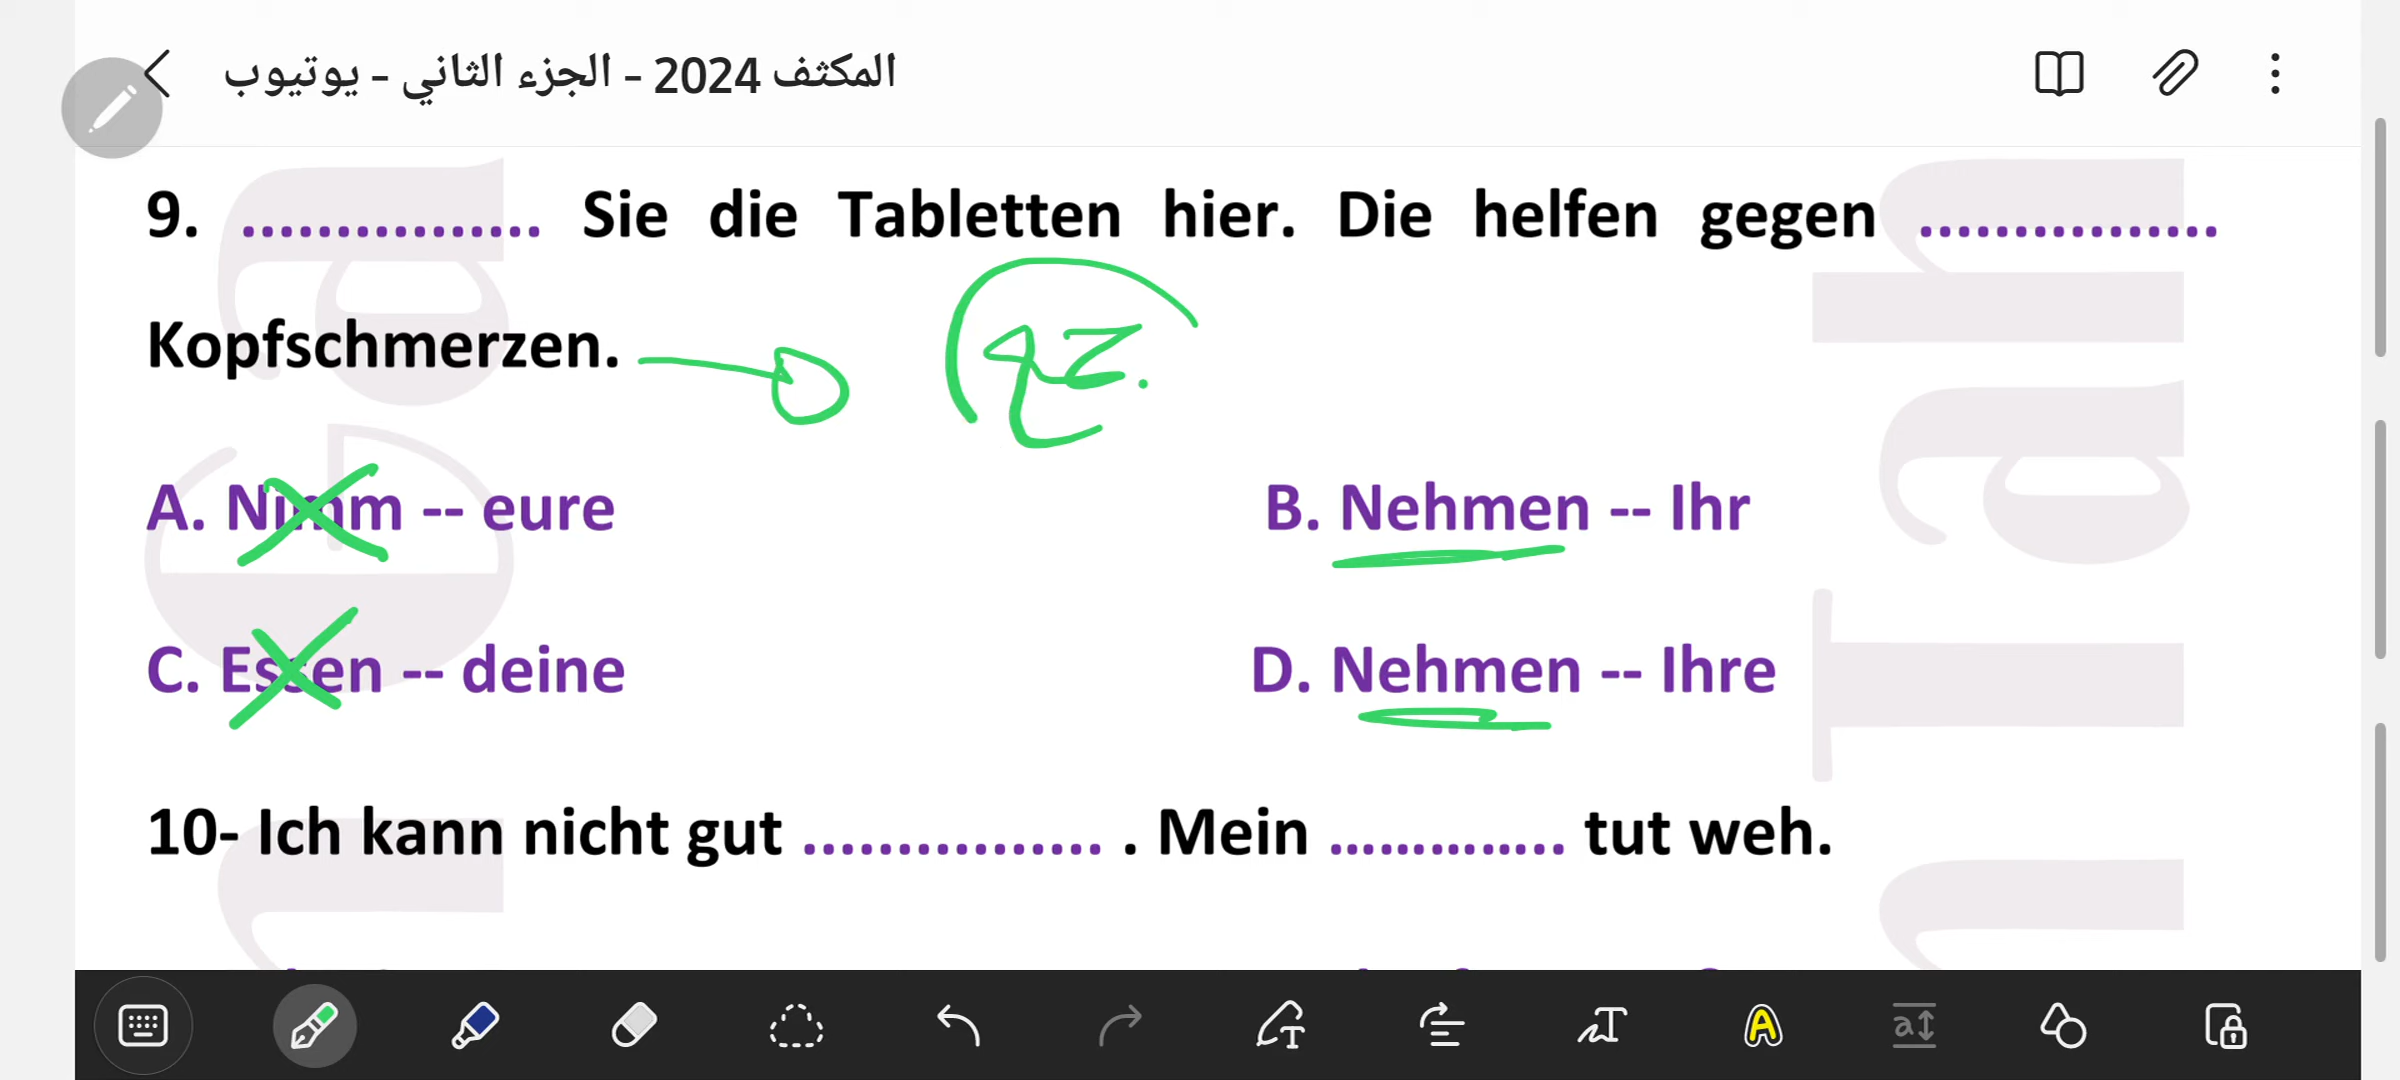 المكثف 2024 - الجزء الثاني - يوتيوب
9. ................ Sie die Tabletten hier. Die helfen gegen ................
Kopfschmerzen.
A. Nimm -- eure
B. Nehmen -- Ihr
C. Essen -- deine
D. Nehmen -- Ihre
10- Ich kann nicht gut ................ . Mein ............. tut weh.